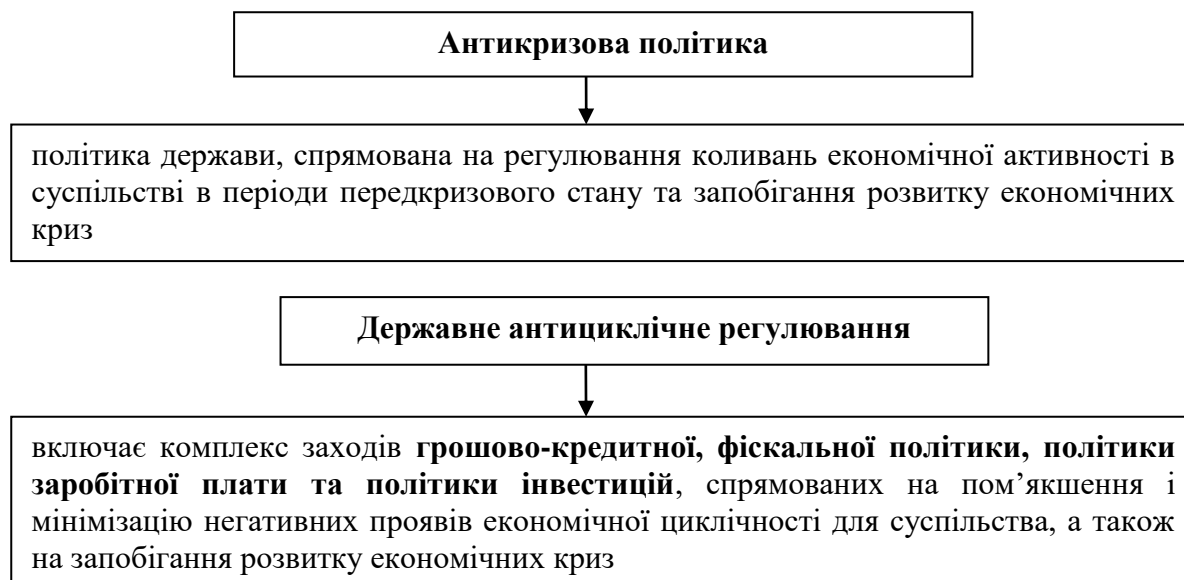 Антикризова політика
політика держави, спрямована на регулювання коливань економічної активності в
суспільстві в періоди передкризового стану та запобігання розвитку економічних
криз
Державне антициклічне регулювання
включає комплекс заходів грошово-кредитної, фіскальної політики, політики
заробітної плати та політики інвестицій, спрямованих на пом’якшення і
мінімізацію негативних проявів економічної циклічності для суспільства, а також
на запобігання розвитку економічних криз